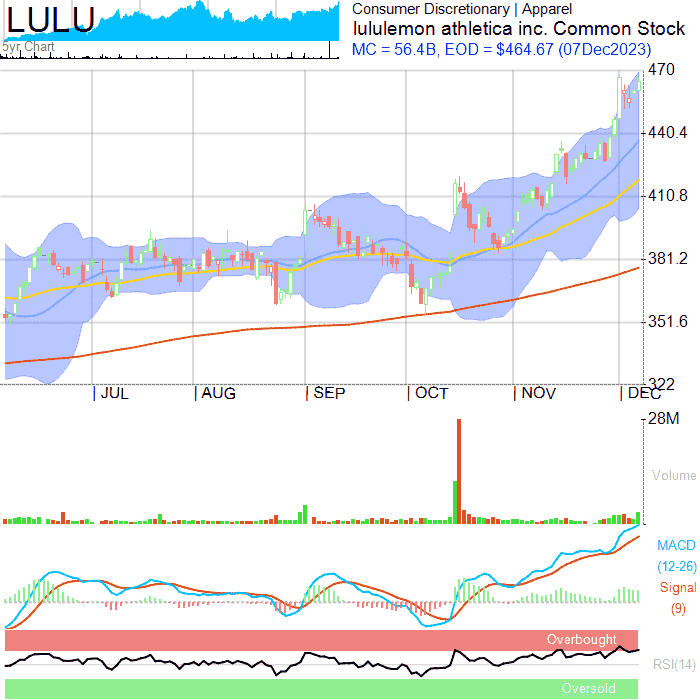 LULU
5yr Chart
Consumer Discretionary | Apparel
lululemon athletica inc. Common Stock
MC = 56.4B, EOD = $464.67 (07Dec2023)
470
440.4
410.8
381.2
351.6
322
JUL AUG SEP OCT NOV DEC
28M
Volume
MACD
(12-26)
Signal
(9)
Overbought
RSI(14)
Oversold